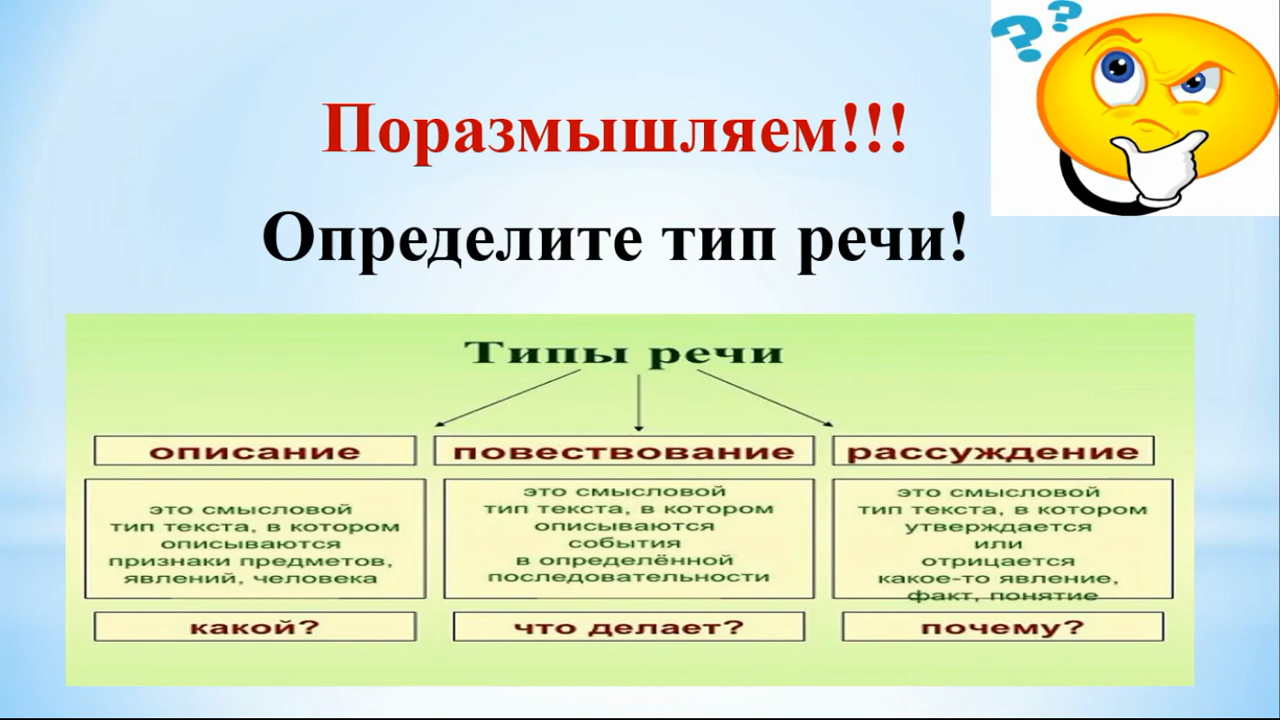 Поразмышляем!!!
Определите тип речи!
Типы речи
описание
повествование
рассуждение
это смысловой
тип текста, в котором
описываются
признаки предметов,
явлений, человека
это смысловой
тип текста, в котором
описываются
события
в определённой
последовательности
это смысловой
тип текста, в котором
утверждается
или
отрицается
какое-то явление,
факт, понятие
какой?
что делает?
почему?